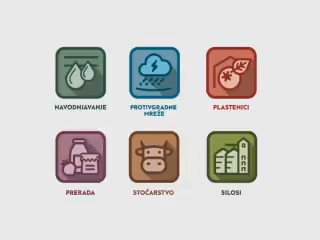 NAVODNJAVANJE
PROTIVGRADNE
MREŽE
PLASTENICI
PRERADA
STOČARSTVO
SILOSI